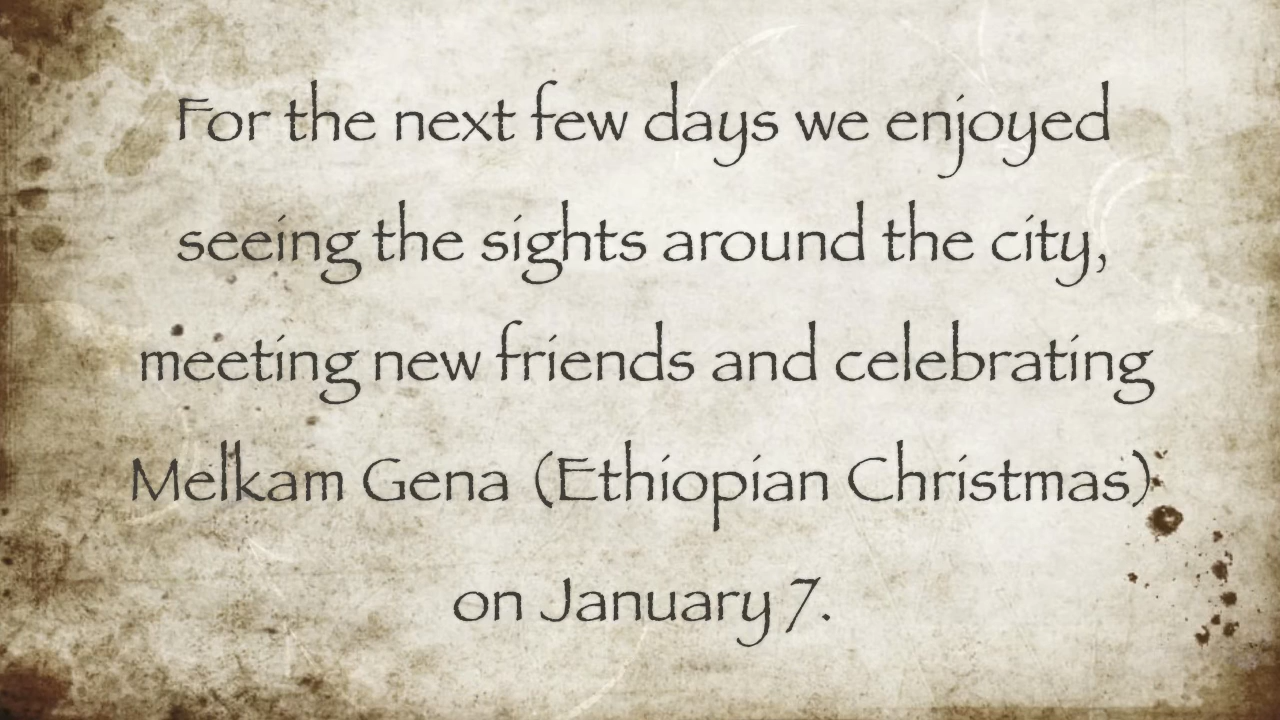 For the next few days we enjoyed
seeing the sights around the city,
meeting new friends and celebrating
Melkam Gena (Ethiopian Christmas)
on January 7.